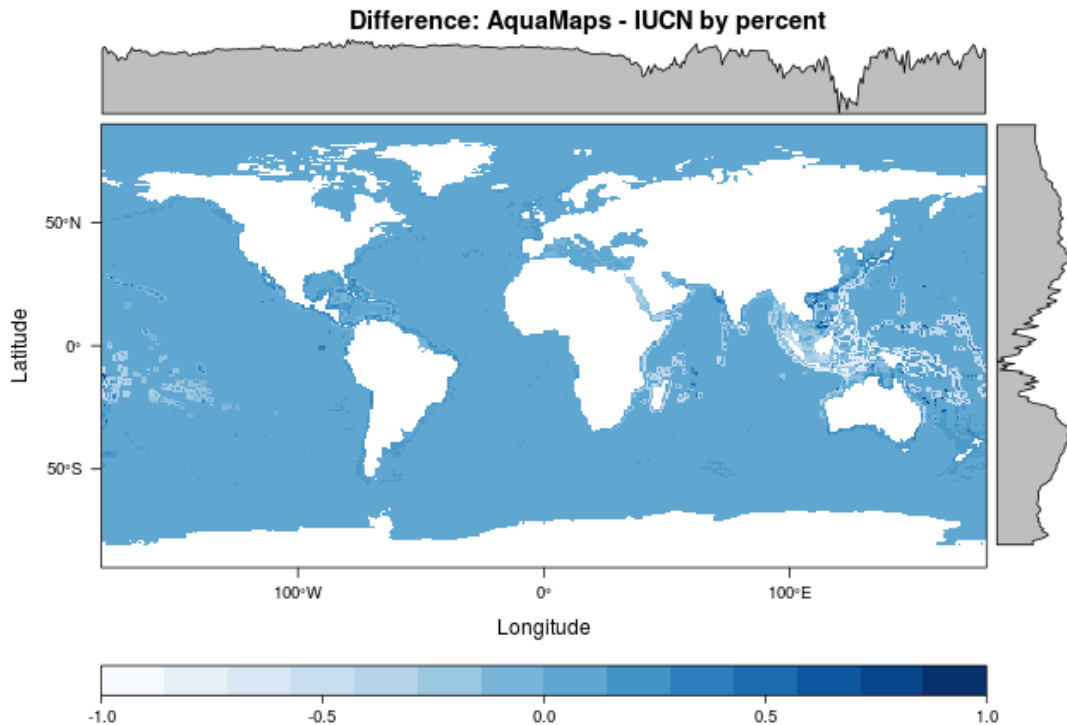 Difference: AquaMaps - IUCN by percent
50°N
0°
50°S
Latitude
100°W 0° 100°E
Longitude
-1.0 -0.5 0.0 0.5 1.0